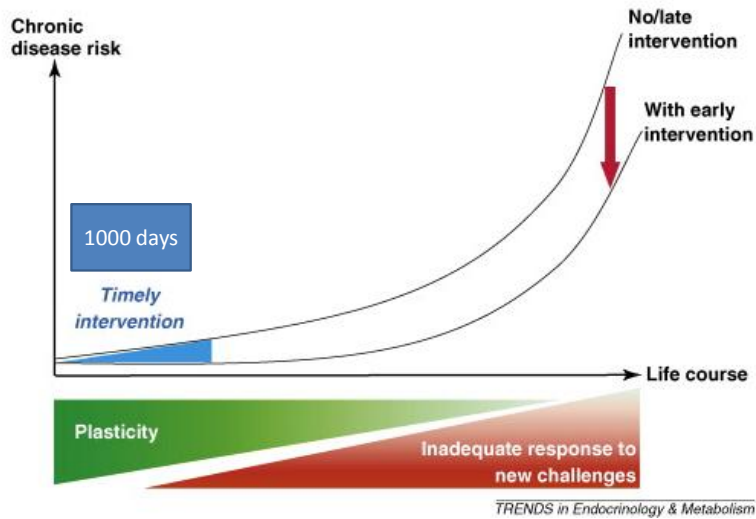 Chronic
disease risk
No/late
intervention
With early
intervention
1000 days
Timely
intervention
Life course
Plasticity
Inadequate response to
new challenges
TRENDS in Endocrinology & Metabolism